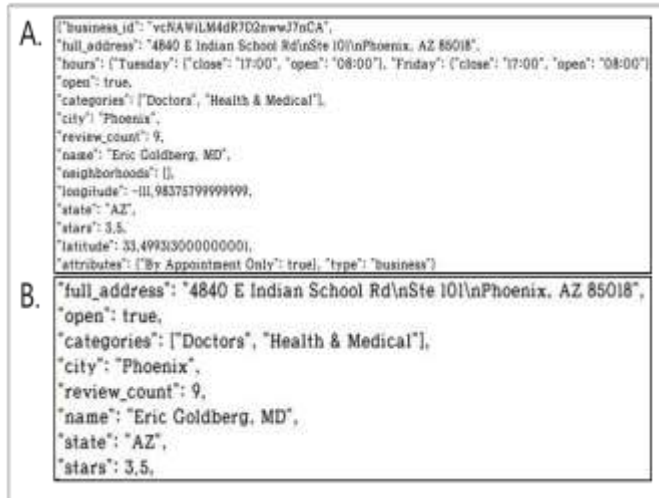 A.
{"business_id": "vcNAWiLM4dR7D2nwwJ7nCA",
"full_address": "4840 E Indian School Rd\nSte 101\nPhoenix, AZ 85018",
"hours": {"Tuesday": {"close": "17:00", "open": "08:00"}, "Friday": {"close": "17:00", "open": "08:00"}
"open": true,
"categories": ["Doctors", "Health & Medical"],
"city": "Phoenix",
"review_count": 9,
"name": "Eric Goldberg, MD",
"neighborhoods": [],
"longitude": -111.98375799999999,
"state": "AZ",
"stars": 3.5,
"latitude": 33.499313000000001,
"attributes": {"By Appointment Only": true}, "type": "business"}
B.
"full_address": "4840 E Indian School Rd\nSte 101\nPhoenix, AZ 85018",
"open": true,
"categories": ["Doctors", "Health & Medical"],
"city": "Phoenix",
"review_count": 9,
"name": "Eric Goldberg, MD",
"state": "AZ",
"stars": 3.5,